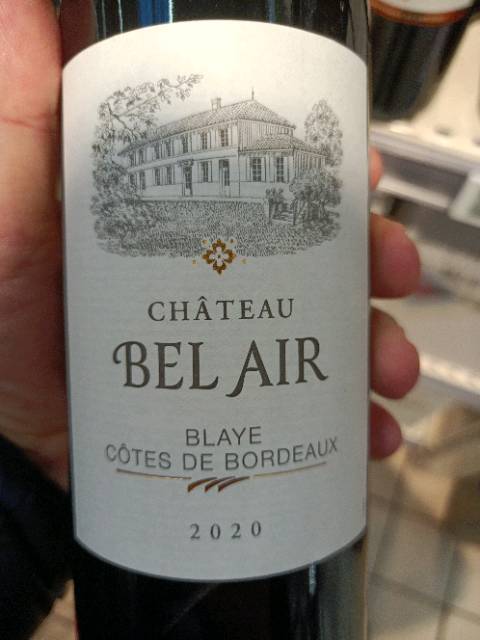 CHÂTEAU
BEL AIR
BLAYE
CÔTES DE BORDEAUX
2020